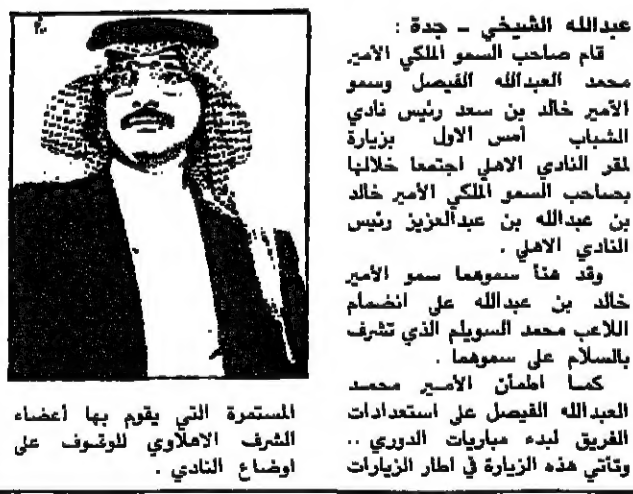 عبدالله الشيخي – جدة :
قام صاحب السمو الملكي الأمير
محمد العبدالله الفيصل وسمو
الأمير خالد بن سعد رئيس نادي
الشباب أمس الاول بزيارة
لمقر النادي الاهلي اجتمعا خلالها
بصاحب السمو الملكي الأمير خالد
بن عبدالله بن عبدالعزيز رئيس
النادي الاهلي .
وقد هنأ سموهما سمو الأمير
خالد بن عبدالله على انضمام
اللاعب محمد السويلم الذي تشرف
بالسلام على سموهما .
كمـا اطمأن الأمـير محمـد
العبدالله الفيصل على استعدادات
الفريق لبدء مباريات الدوري ..
وتأتي هذه الزيارة في اطار الزيارات
المستمرة التي يقوم بها أعضاء
الشرف الاهلاوي للوقـوف على
اوضاع النادي .